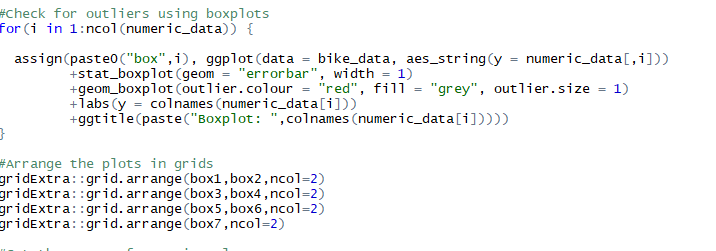 #Check for outliers using boxplots
for(i in 1:ncol(numeric_data)) {
  assign(paste0("box",i), ggplot(data = bike_data, aes_string(y = numeric_data[,i]))
         +stat_boxplot(geom = "errorbar", width = 1)
         +geom_boxplot(outlier.colour = "red", fill = "grey", outlier.size = 1)
         +labs(y = colnames(numeric_data[i]))
         +ggtitle(paste("Boxplot: ",colnames(numeric_data[i]))))
}
#Arrange the plots in grids
gridExtra::grid.arrange(box1,box2,ncol=2)
gridExtra::grid.arrange(box3,box4,ncol=2)
gridExtra::grid.arrange(box5,box6,ncol=2)
gridExtra::grid.arrange(box7,ncol=2)